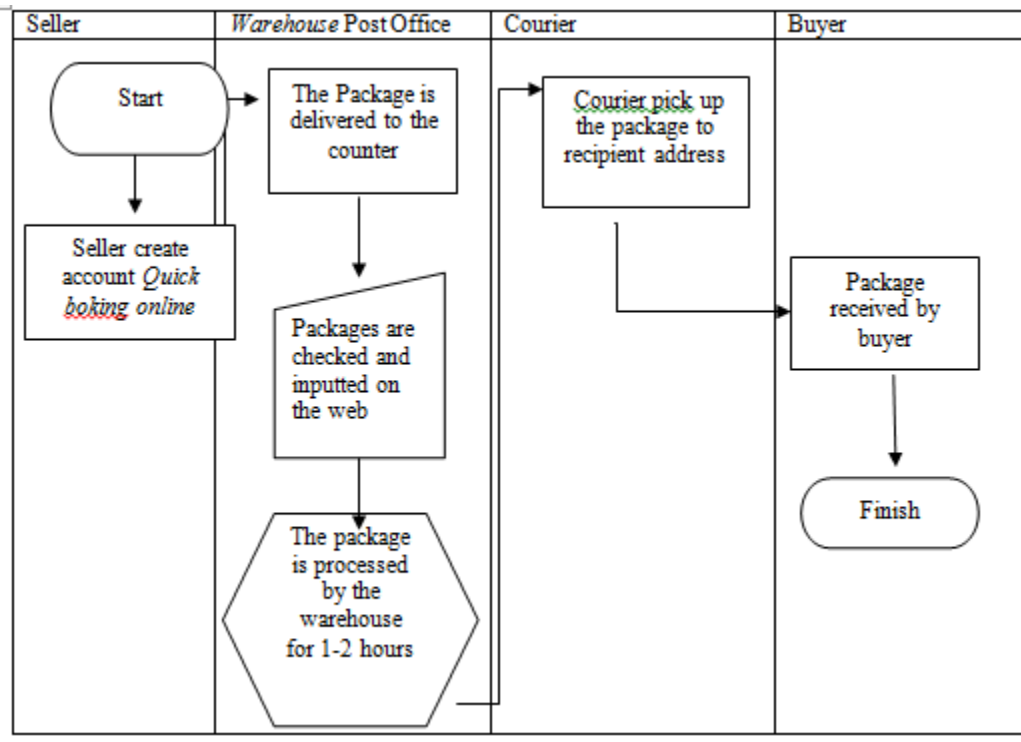 Seller
Warehouse Post Office
Courier
Buyer
Start
Seller create
account Quick
boking online
The Package is
delivered to the
counter
Packages are
checked and
inputted on
the web
The package
is processed
by the
warehouse
for 1-2 hours
Courier pick up
the package to
recipient address
Package
received by
buyer
Finish